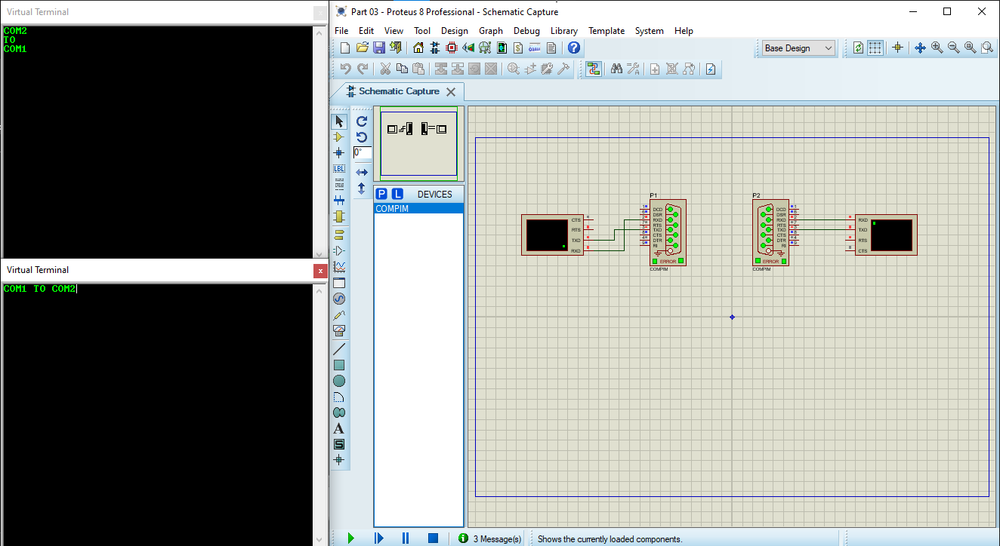 Virtual Terminal
COM2
TO
COM1
Virtual Terminal
COM1 TO COM2
Part 03 - Proteus 8 Professional - Schematic Capture
File Edit View Tool Design Graph Debug Library Template System Help
Base Design
Schematic Capture
0°
LBL
P L DEVICES
COMPIM
A
S
P1
1
6
2
7
3
8
4
9
DCD
DSR
RXD
RTS
TXD
CTS
DTR
RI
ERROR
COMPIM
CTS
RTS
TXD
RXD
P2
DCD
DSR
RXD
RTS
TXD
CTS
DTR
RI
1
6
2
7
3
8
4
9
ERROR
COMPIM
RXD
TXD
RTS
CTS
3 Message(s)
Shows the currently loaded components.